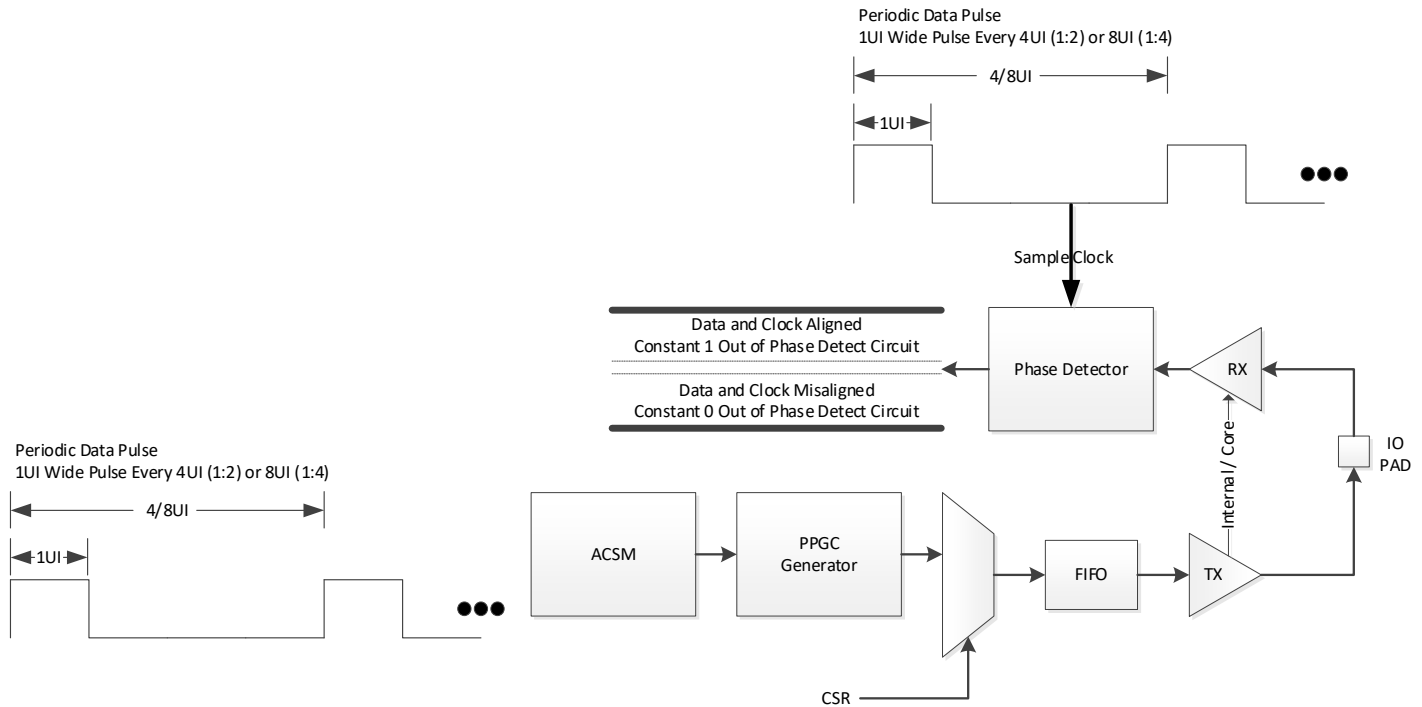 Periodic Data Pulse
1UI Wide Pulse Every 4UI (1:2) or 8UI (1:4)
4/8UI
1UI
Sample Clock
Data and Clock Aligned
Constant 1 Out of Phase Detect Circuit
Data and Clock Misaligned
Constant 0 Out of Phase Detect Circuit
Phase Detector
RX
Internal / Core
IO
PAD
Periodic Data Pulse
1UI Wide Pulse Every 4UI (1:2) or 8UI (1:4)
4/8UI
1UI
ACSM
PPGC
Generator
FIFO
TX
CSR